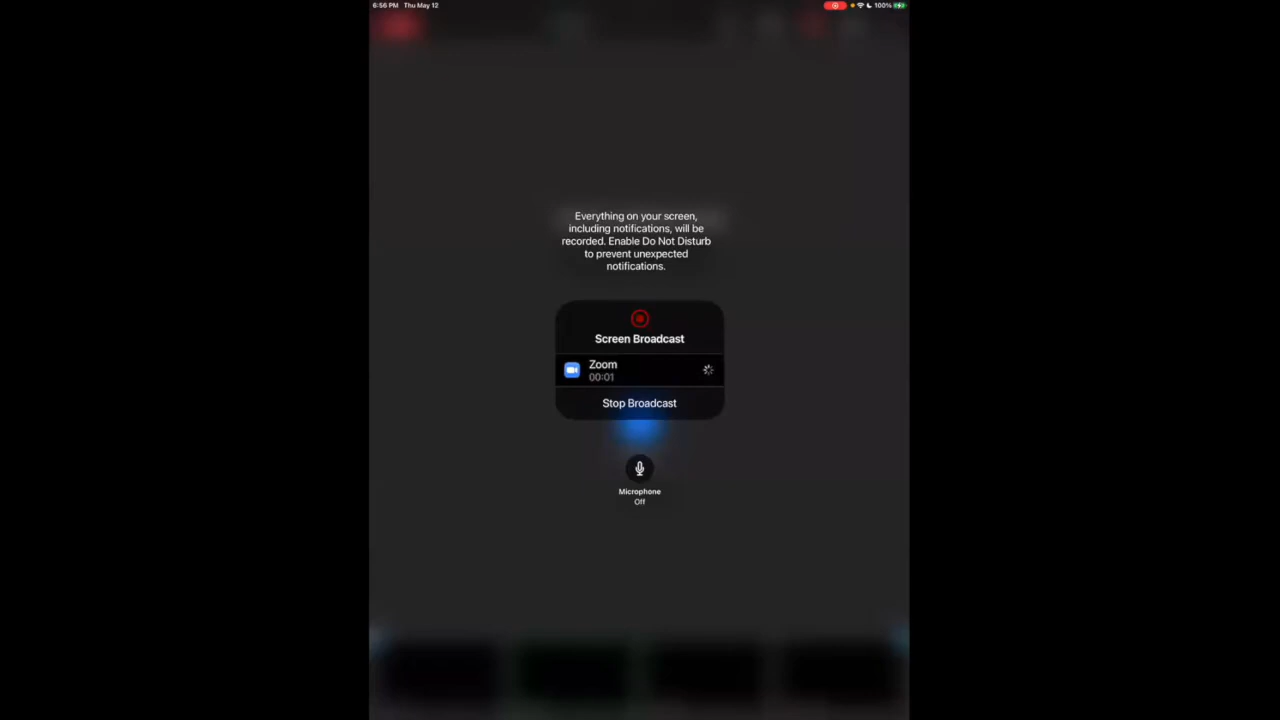 6:56 PM Thu May 12
100%
Everything on your screen,
including notifications, will be
recorded. Enable Do Not Disturb
to prevent unexpected
notifications.
Screen Broadcast
Zoom
00:01
Stop Broadcast
Microphone
Off